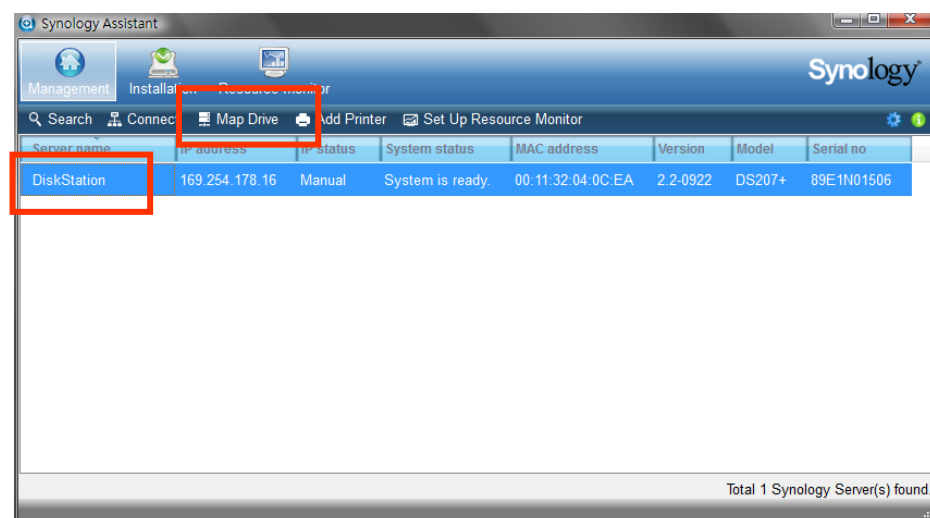 Synology Assistant
Synology
Management Installation Resource monitor
Search Connect Map Drive Add Printer Set Up Resource Monitor
Server name IP address IP status System status MAC address Version Model Serial no
DiskStation 169.254.178.16 Manual System is ready. 00:11:32:04:0C:EA 2.2-0922 DS207+ 89E1N01506
Total 1 Synology Server(s) found.